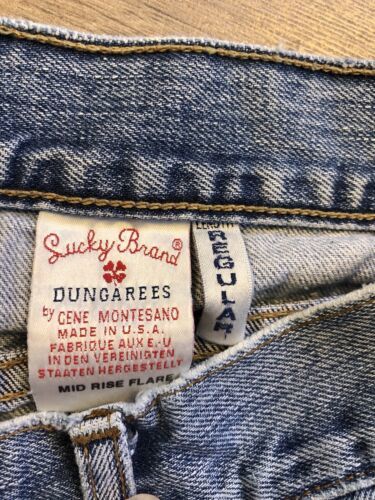 Lucky Brand®
DUNGAREES
by GENE MONTESANO
MADE IN U.S.A.
FABRIQUE AUX E.-U
IN DEN VEREINIGTEN
STAATEN HERGESTELLT
MID RISE FLARE
LENGTH
REGULAR